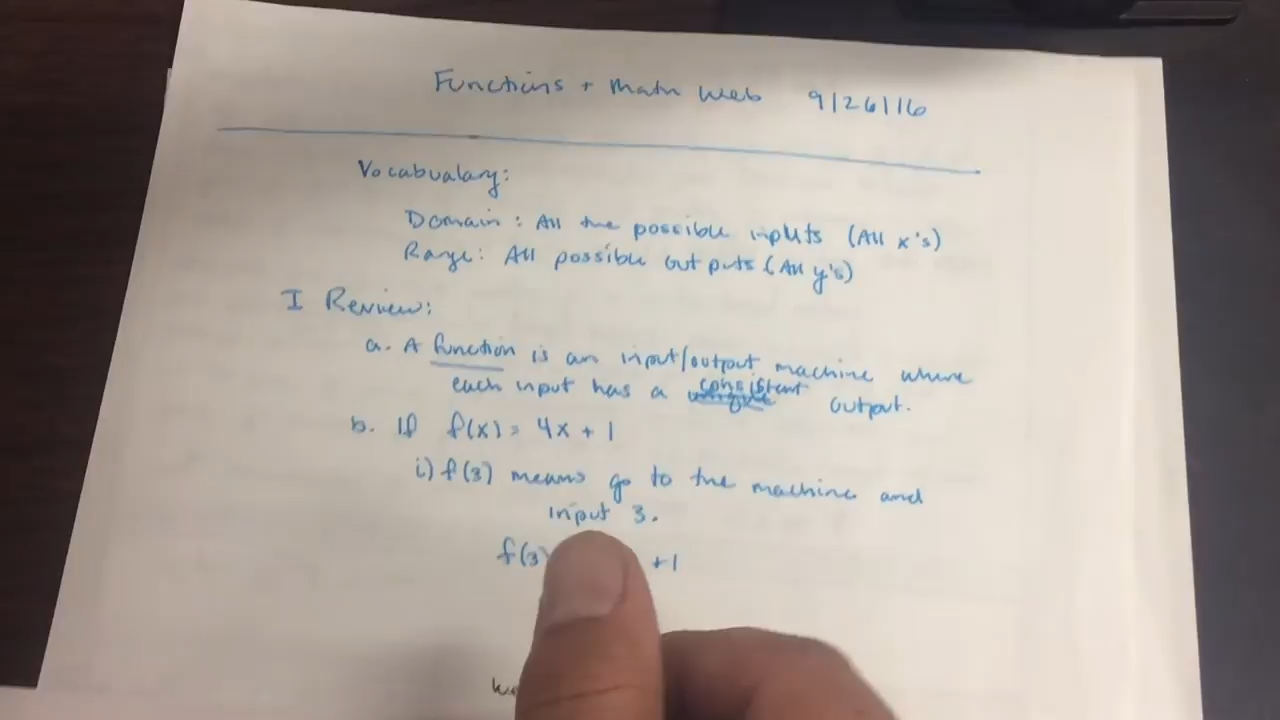 Functions + Math Web 9/26/16
Vocabualary:
Domain: All the possible inputs (All x's)
Range: All possible outputs (All y's)
I Review:
a. A function is an input/output machine where
each input has a consistent output.
b. If f(x) = 4x + 1
i) f(3) means go to the machine and
input 3.
f(3) +1